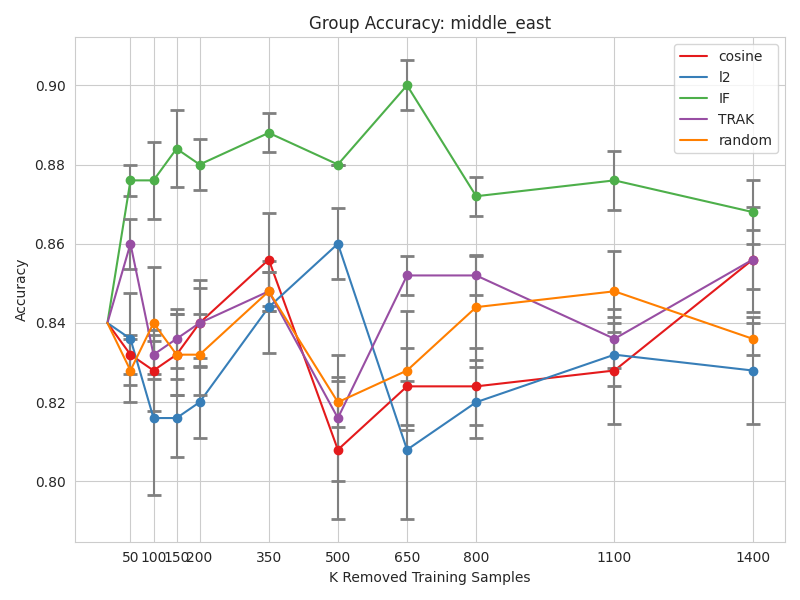 Group Accuracy: middle_east
cosine
l2
IF
TRAK
random
Accuracy
0.90
0.88
0.86
0.84
0.82
0.80
50 100 150 200 350 500 650 800 1100 1400
K Removed Training Samples